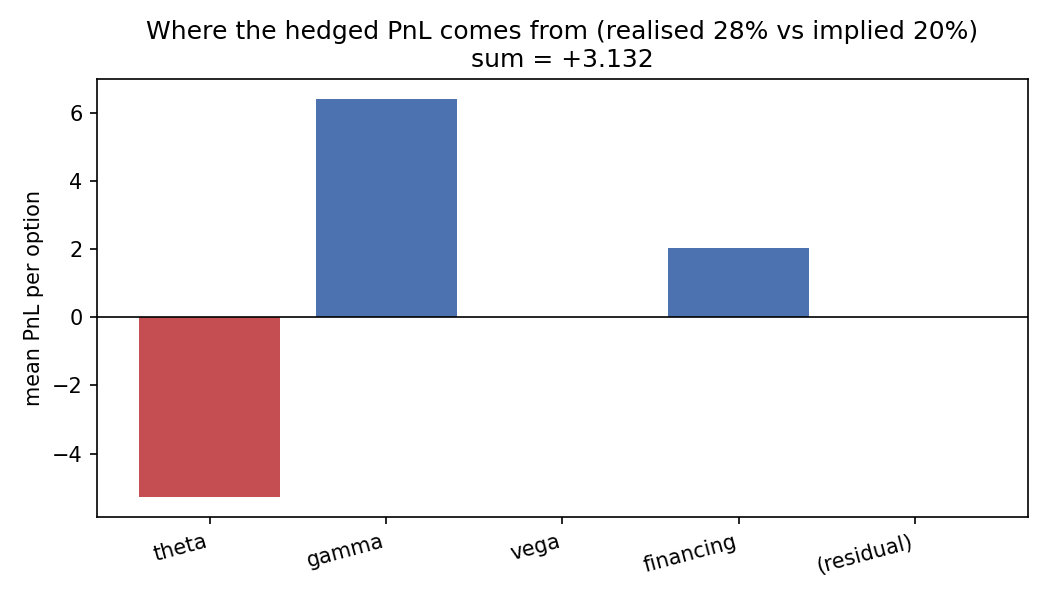 Where the hedged PnL comes from (realised 28% vs implied 20%)
sum = +3.132
mean PnL per option
6
4
2
0
−2
−4
theta
gamma
vega
financing
(residual)